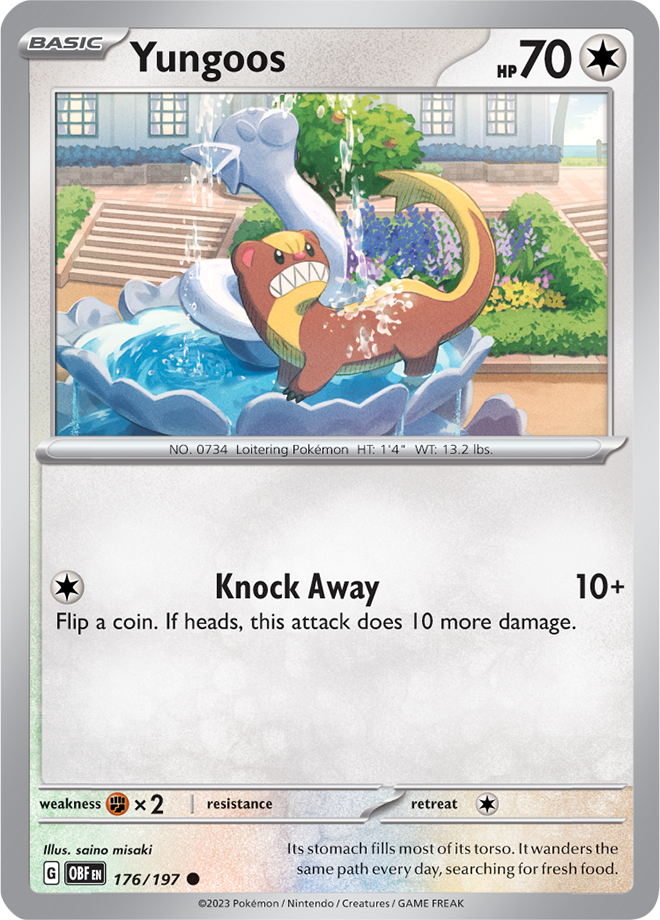 BASIC
Yungoos
HP 70
NO. 0734 Loitering Pokémon HT: 1'4" WT: 13.2 lbs.
Knock Away 10+
Flip a coin. If heads, this attack does 10 more damage.
weakness ×2 resistance retreat
Illus. saino misaki
Its stomach fills most of its torso. It wanders the
same path every day, searching for fresh food.
G OBF EN 176/197
©2023 Pokémon / Nintendo / Creatures / GAME FREAK